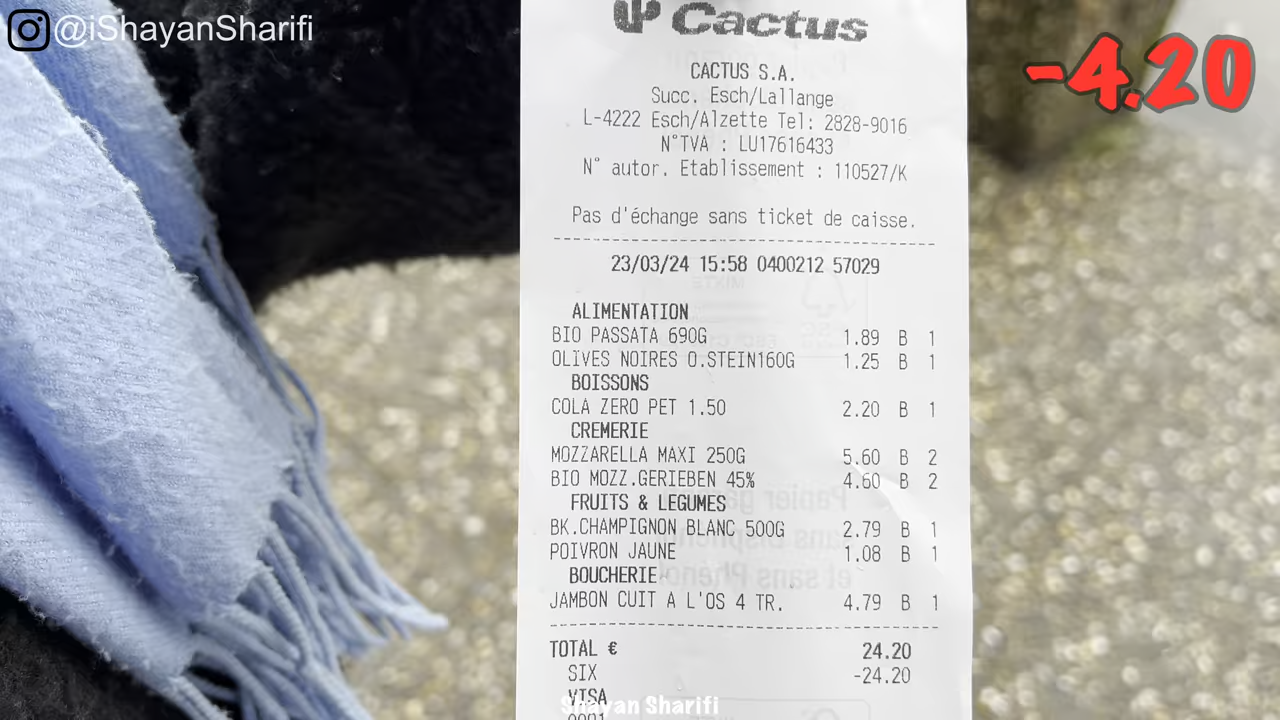 @iShayanSharifi
-4.20
Cactus
CACTUS S.A.
Succ. Esch/Lallange
L-4222 Esch/Alzette Tel: 2828-9016
N°TVA : LU17616433
N° autor. Etablissement : 110527/K
Pas d'échange sans ticket de caisse.
23/03/24 15:58 0400212 57029
ALIMENTATION
BIO PASSATA 690G 1.89 B 1
OLIVES NOIRES O.STEIN160G 1.25 B 1
BOISSONS
COLA ZERO PET 1.50 2.20 B 1
CREMERIE
MOZZARELLA MAXI 250G 5.60 B 2
BIO MOZZ.GERIEBEN 45% 4.60 B 2
FRUITS & LEGUMES
BK.CHAMPIGNON BLANC 500G 2.79 B 1
POIVRON JAUNE 1.08 B 1
BOUCHERIE
JAMBON CUIT A L'OS 4 TR. 4.79 B 1
TOTAL € 24.20
SIX -24.20
VISA
Shayan Sharifi